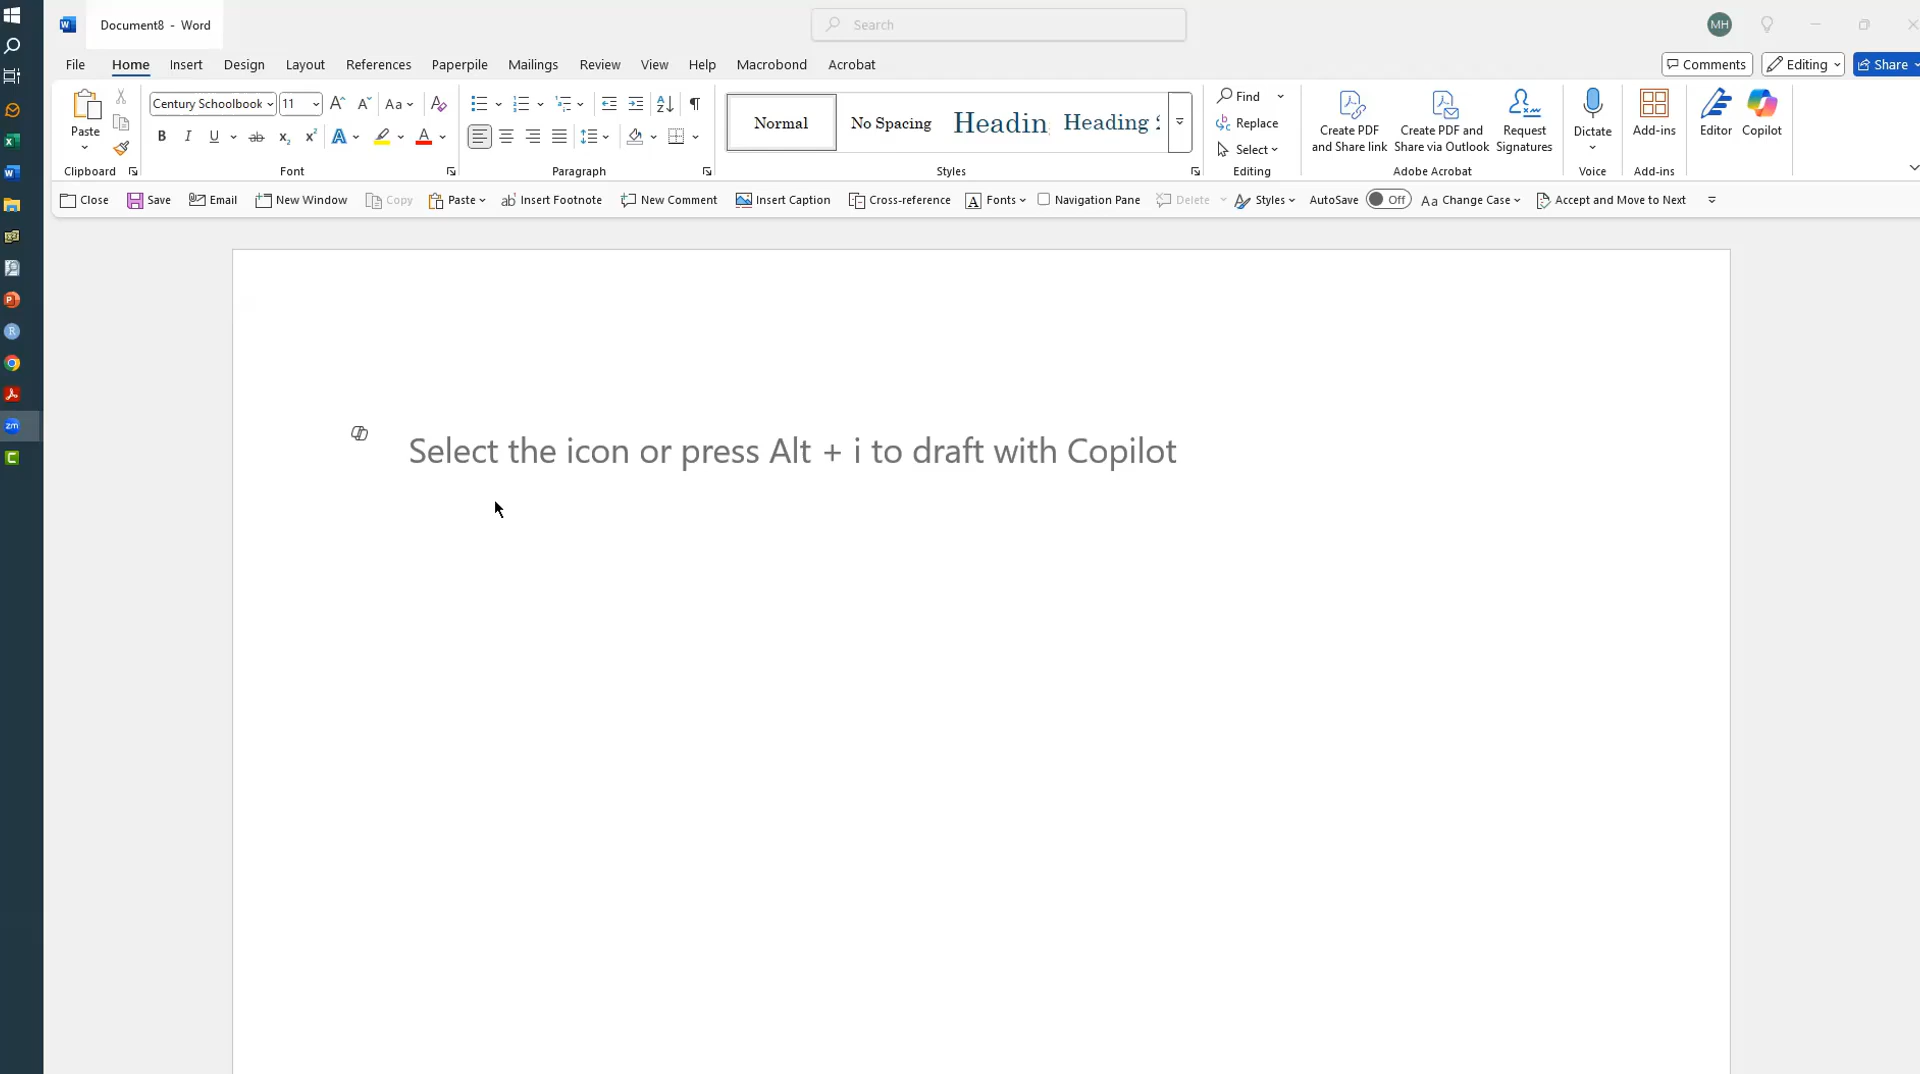 Document8 - Word
Search
MH
File Home Insert Design Layout References Paperpile Mailings Review View Help Macrobond Acrobat
Comments Editing Share
Paste
Clipboard
Century Schoolbook 11
Font
Paragraph
Normal No Spacing Headin Heading 2
Styles
Find
Replace
Select
Editing
Create PDF and Share link
Create PDF and Share via Outlook
Request Signatures
Adobe Acrobat
Dictate
Voice
Add-ins
Add-ins
Editor
Copilot
Close Save Email New Window Copy Paste Insert Footnote New Comment Insert Caption Cross-reference Fonts Navigation Pane Delete Styles AutoSave Off Change Case Accept and Move to Next
Select the icon or press Alt + i to draft with Copilot